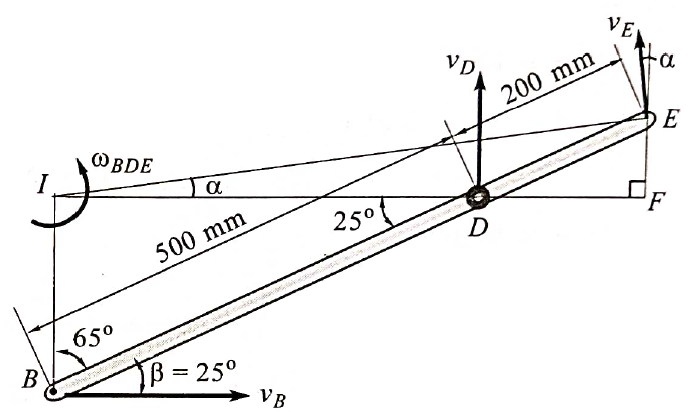 v_E
α
v_D
200 mm
E
ω_BDE
I
α
25°
D
F
500 mm
65°
B
β = 25°
v_B